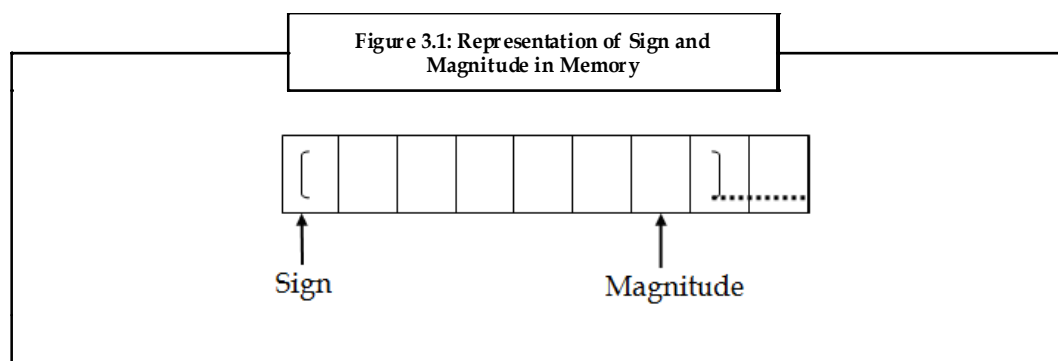 Figure 3.1: Representation of Sign and
Magnitude in Memory
Sign
Magnitude